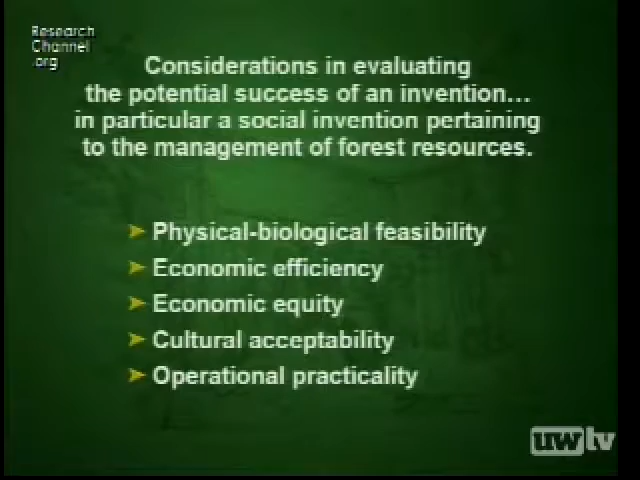 Research
Channel
.org
Considerations in evaluating
the potential success of an invention...
in particular a social invention pertaining
to the management of forest resources.
➤ Physical-biological feasibility
➤ Economic efficiency
➤ Economic equity
➤ Cultural acceptability
➤ Operational practicality
uwtv